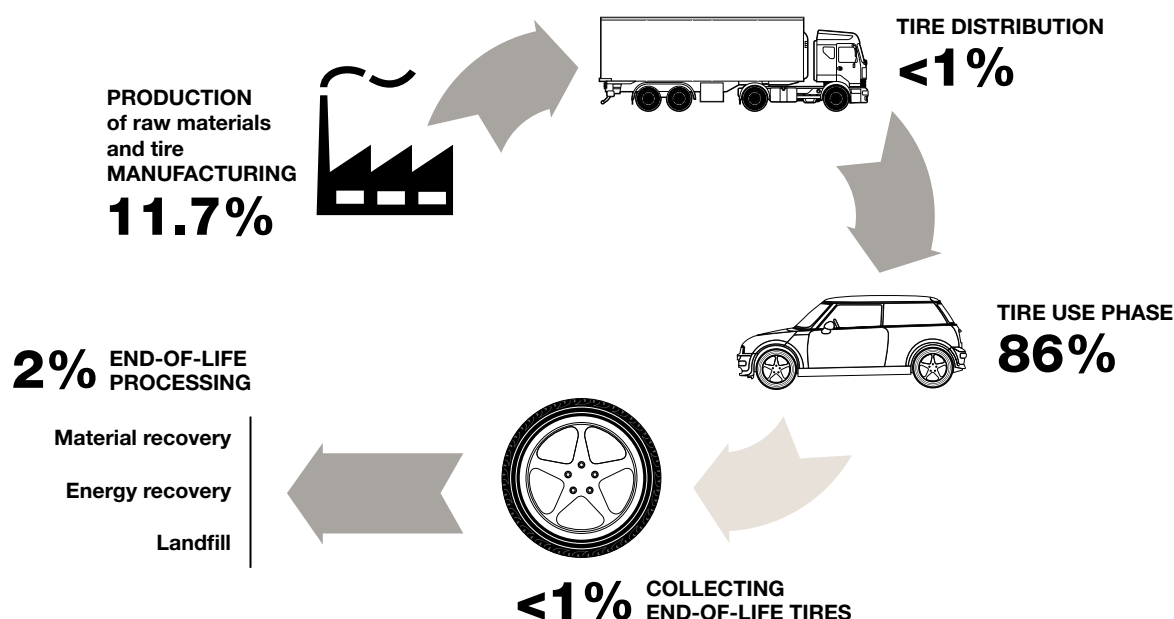 TIRE DISTRIBUTION
<1%
PRODUCTION
of raw materials
and tire
MANUFACTURING
11.7%
TIRE USE PHASE
86%
2% END-OF-LIFE
PROCESSING
Material recovery
Energy recovery
Landfill
<1% COLLECTING
END-OF-LIFE TIRES